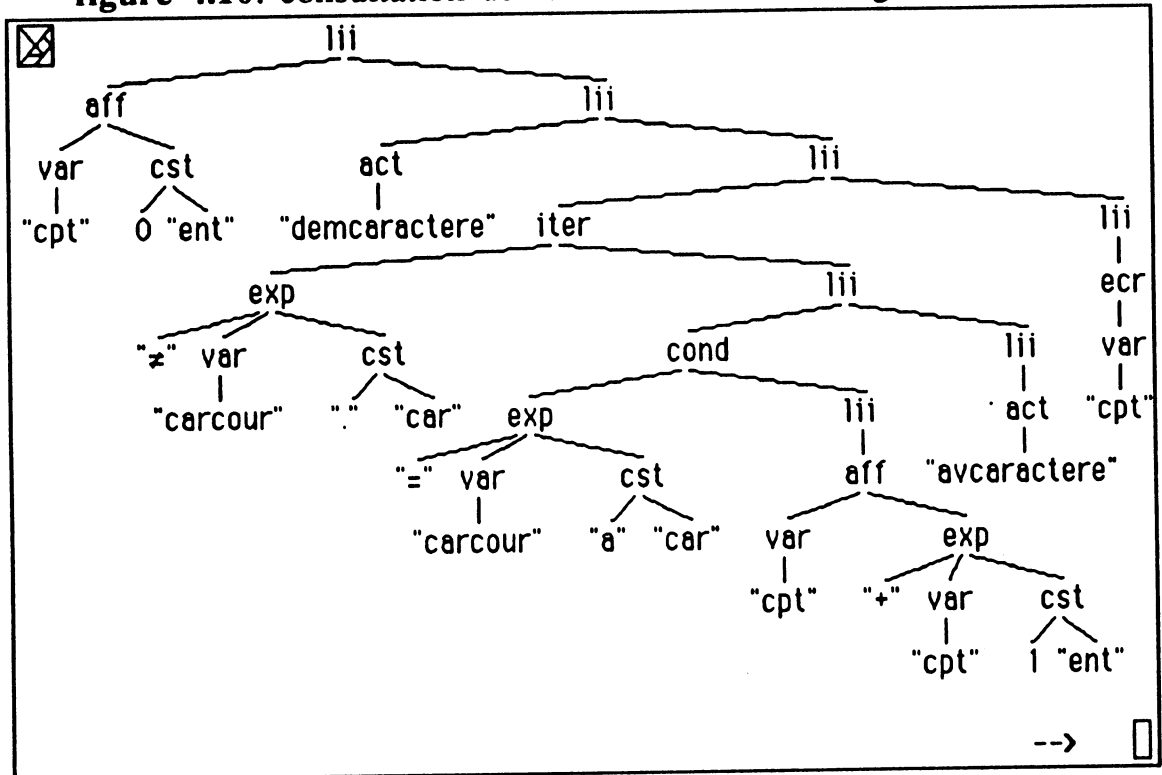 lii
aff lii
var cst act lii
"cpt" 0 "ent" "demcaractere" iter lii
exp lii ecr
"≠" var cst cond lii var
"carcour" "." "car" exp lii act "cpt"
"=" var cst aff "avcaractere"
"carcour" "a" "car" var exp
"cpt" "+" var cst
"cpt" 1 "ent"
-->